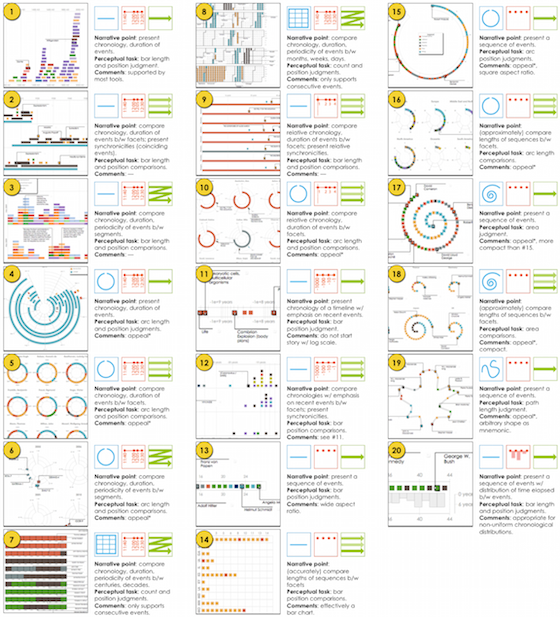 1
Narrative point: present
chronology, duration of
events.
Perceptual task: bar length
and position judgment.
Comments: supported by
most tools.
2
Narrative point: compare
chronology, duration of
events b/w facets; present
synchronicities (coinciding
events).
Perceptual task: bar length
and position comparisons.
Comments: —
3
Narrative point: compare
chronology, duration,
periodicity of events b/w
segments.
Perceptual task: bar length
and position comparisons.
Comments: —
4
Narrative point: present
chronology, duration of
events.
Perceptual task: arc length
and position judgments.
Comments: appeal*
5
Narrative point: compare
chronology, duration of
events b/w facets.
Perceptual task: arc length
and position comparisons.
Comments: appeal*
6
Narrative point: compare
chronology, duration,
periodicity of events b/w
segments.
Perceptual task: arc length
and position comparisons.
Comments: appeal*
7
Narrative point: compare
chronology, duration,
periodicity of events b/w
centuries, decades.
Perceptual task: count and
position judgments.
Comments: only supports
consecutive events.
8
Narrative point: compare
chronology, duration,
periodicity of events b/w
months, weeks, days.
Perceptual task: count and
position judgments.
Comments: only supports
consecutive events.
9
Narrative point: compare
relative chronology,
duration of events b/w
facets; present relative
synchronicities.
Perceptual task: bar length
and position comparisons.
Comments: —
10
Narrative point: compare
relative chronology,
duration of events b/w
facets.
Perceptual task: arc length
and position comparisons.
Comments: appeal*
11
Life
Cambrian
Explosion (body
plans)
Narrative point: present
chronology of a timeline w/
emphasis on recent events.
Perceptual task: bar
position judgment.
Comments: do not start
story w/ log scale.
12
Narrative point: compare
chronologies w/ emphasis
on recent events b/w
facets; present
synchronicities.
Perceptual task: bar
position comparisons.
Comments: see #11.
13
Franz von
Papen
Adolf Hitler
Angela M
Helmut Schmidt
Narrative point: present a
sequence of events.
Perceptual task: bar
position judgments.
Comments: wide aspect
ratio.
14
Narrative point:
(accurately) compare
lengths of sequences b/w
facets
Perceptual task: bar
position comparisons.
Comments: effectively a
bar chart.
15
Narrative point: present a
sequence of events.
Perceptual task: arc
position judgments.
Comments: appeal*,
square aspect ratio.
16
Narrative point:
(approximately) compare
lengths of sequences b/w
facets.
Perceptual task: arc length
comparisons.
Comments: appeal*
17
Narrative point: present a
sequence of events.
Perceptual task: area
judgment.
Comments: appeal*, more
compact than #15.
18
Narrative point:
(approximately) compare
lengths of sequences b/w
facets.
Perceptual task: area
comparisons.
Comments: appeal*,
compact.
19
Narrative point: present a
sequence of events.
Perceptual task: path
length judgment.
Comments: appeal*,
arbitrary shape as
mnemonic.
20
nnedy
George W.
Bush
Narrative point: present a
sequence of events w/
distribution of time elapsed
b/w events.
Perceptual task: bar length
and position judgments.
Comments: appropriate for
non-uniform chronological
distributions.